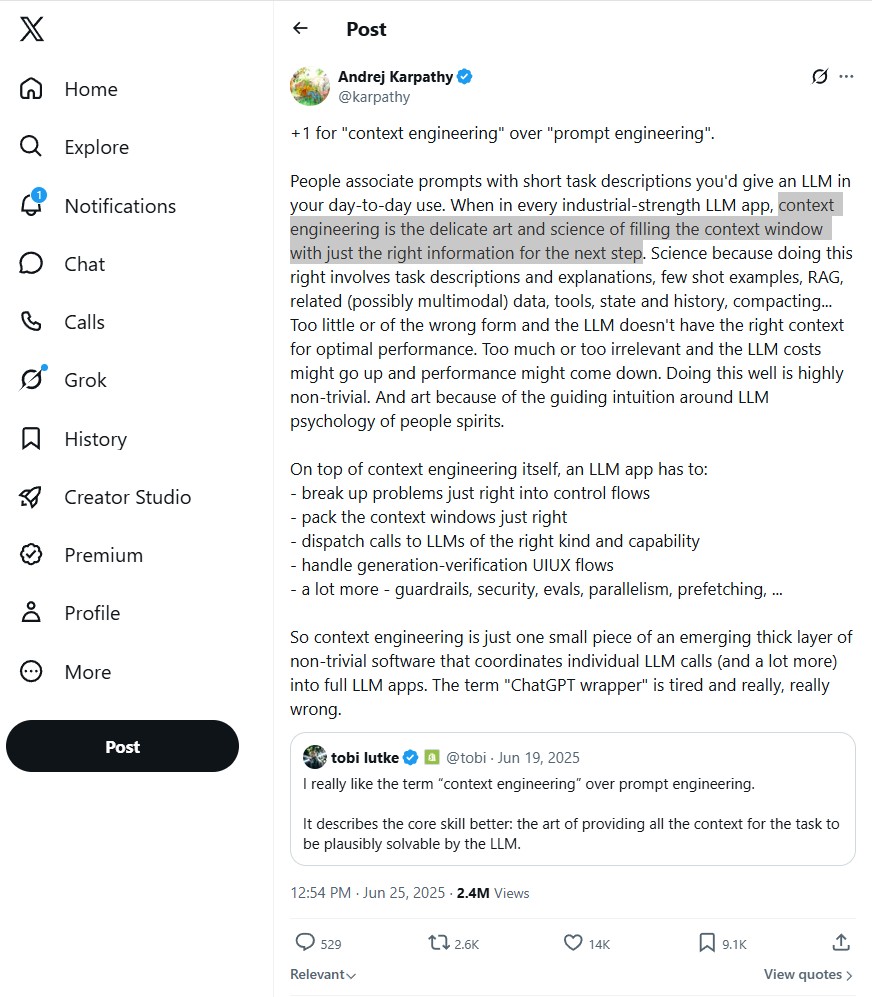 Home
Explore
1
Notifications
Chat
Calls
Grok
History
Creator Studio
Premium
Profile
More
Post
Post
Andrej Karpathy
@karpathy
+1 for "context engineering" over "prompt engineering".
People associate prompts with short task descriptions you'd give an LLM in
your day-to-day use. When in every industrial-strength LLM app, context
engineering is the delicate art and science of filling the context window
with just the right information for the next step. Science because doing this
right involves task descriptions and explanations, few shot examples, RAG,
related (possibly multimodal) data, tools, state and history, compacting...
Too little or of the wrong form and the LLM doesn't have the right context
for optimal performance. Too much or too irrelevant and the LLM costs
might go up and performance might come down. Doing this well is highly
non-trivial. And art because of the guiding intuition around LLM
psychology of people spirits.
On top of context engineering itself, an LLM app has to:
- break up problems just right into control flows
- pack the context windows just right
- dispatch calls to LLMs of the right kind and capability
- handle generation-verification UIUX flows
- a lot more - guardrails, security, evals, parallelism, prefetching, ...
So context engineering is just one small piece of an emerging thick layer of
non-trivial software that coordinates individual LLM calls (and a lot more)
into full LLM apps. The term "ChatGPT wrapper" is tired and really, really
wrong.
tobi lutke @tobi · Jun 19, 2025
I really like the term “context engineering” over prompt engineering.
It describes the core skill better: the art of providing all the context for the task to
be plausibly solvable by the LLM.
12:54 PM · Jun 25, 2025 · 2.4M Views
529 2.6K 14K 9.1K
Relevant View quotes